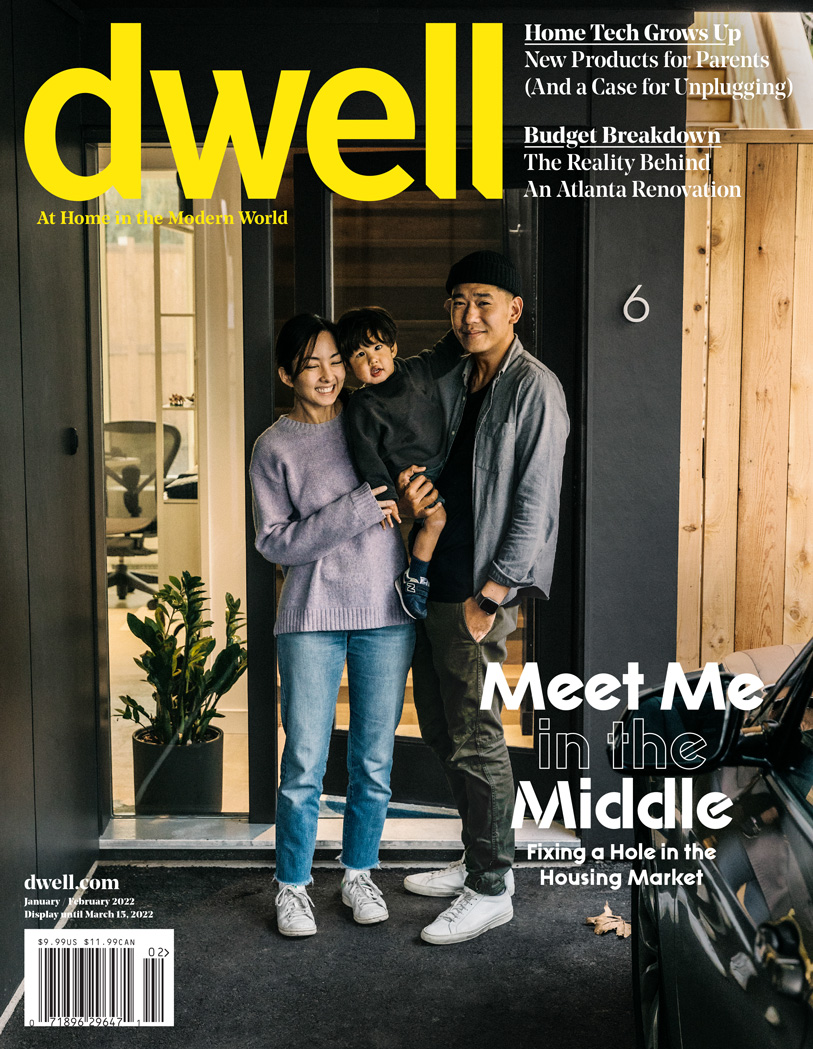 dwell
At Home in the Modern World
Home Tech Grows Up
New Products for Parents
(And a Case for Unplugging)
Budget Breakdown
The Reality Behind
An Atlanta Renovation
6
Meet Me
in the
Middle
Fixing a Hole in the
Housing Market
dwell.com
January / February 2022
Display until March 15, 2022
$9.99US $11.99CAN
02>
0 71896 29647 1
N